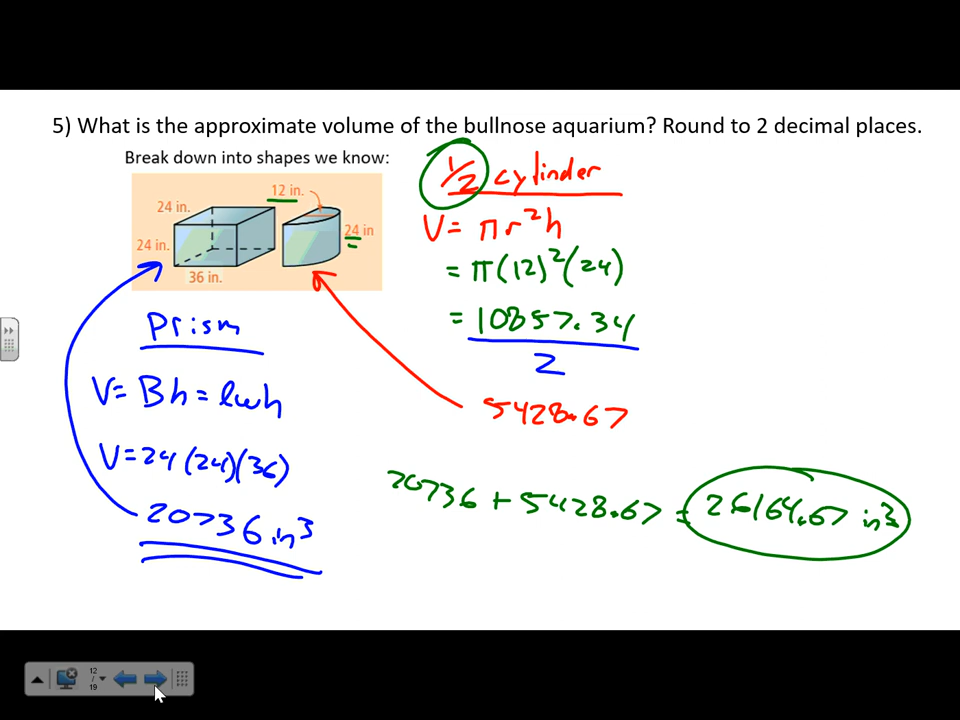 5) What is the approximate volume of the bullnose aquarium? Round to 2 decimal places.
Break down into shapes we know:
24 in.
12 in.
24 in.
24 in
36 in.
1/2 cylinder
V = πr²h
= π(12)²(24)
= 10857.34
2
5428.67
Prism
V = Bh = lwh
V = 24(24)(36)
20736 in³
20736 + 5428.67 = 26164.67 in³
12
/
19